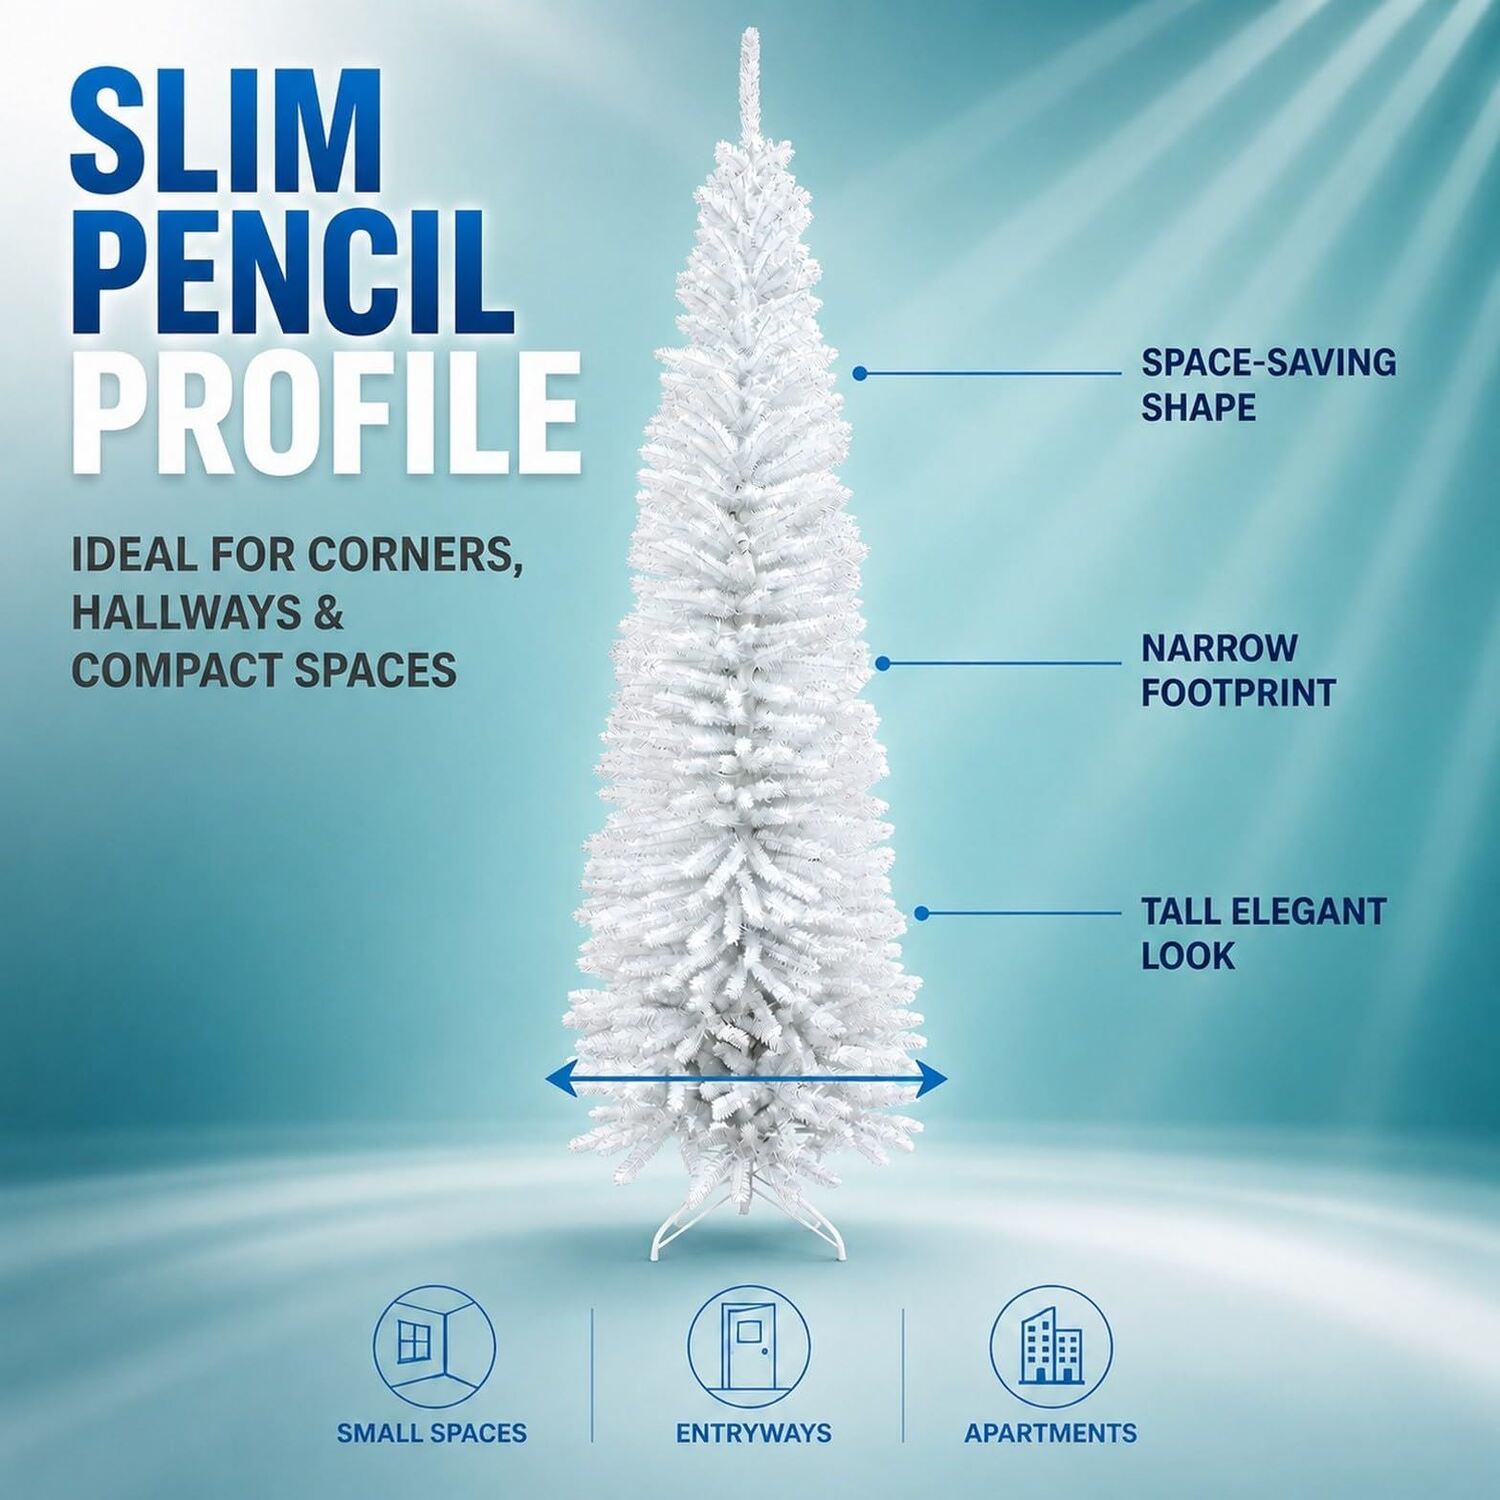 SLIM
PENCIL
PROFILE
IDEAL FOR CORNERS,
HALLWAYS &
COMPACT SPACES
SPACE-SAVING
SHAPE
NARROW
FOOTPRINT
TALL ELEGANT
LOOK
SMALL SPACES
ENTRYWAYS
APARTMENTS